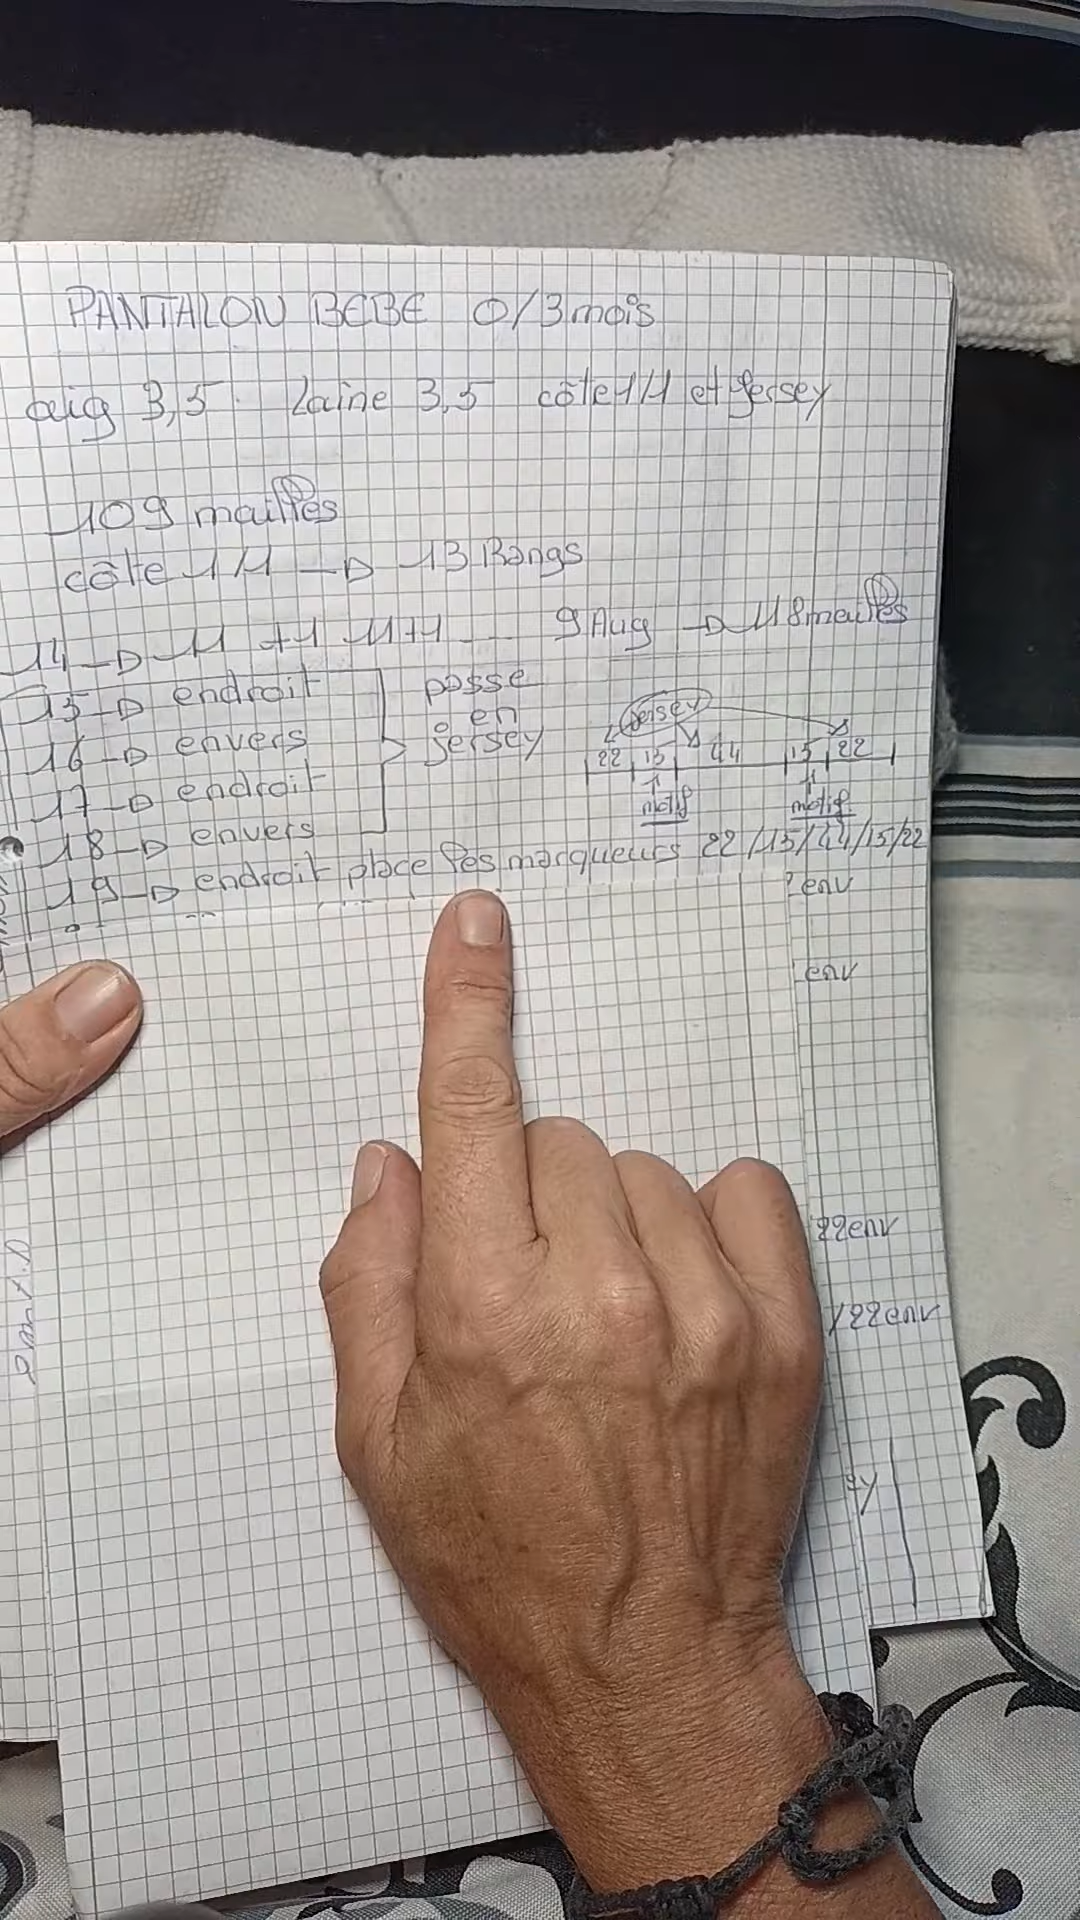 PANTALON BEBE 0/3 mois
aig 3,5 Laine 3,5 côte 1/1 et Jersey
109 mailles
côte 1/1 → 13 Rangs
14 → 11 +1 11+1 ... 9 Aug → 118 mailles
15 → endroit
16 → envers
17 → endroit
18 → envers
passe
en
jersey
jersey
22 15 44 15 22
motif motif
19 → endroit place les marqueurs 22/15/44/15/22
env
env
22env
/22env
ey